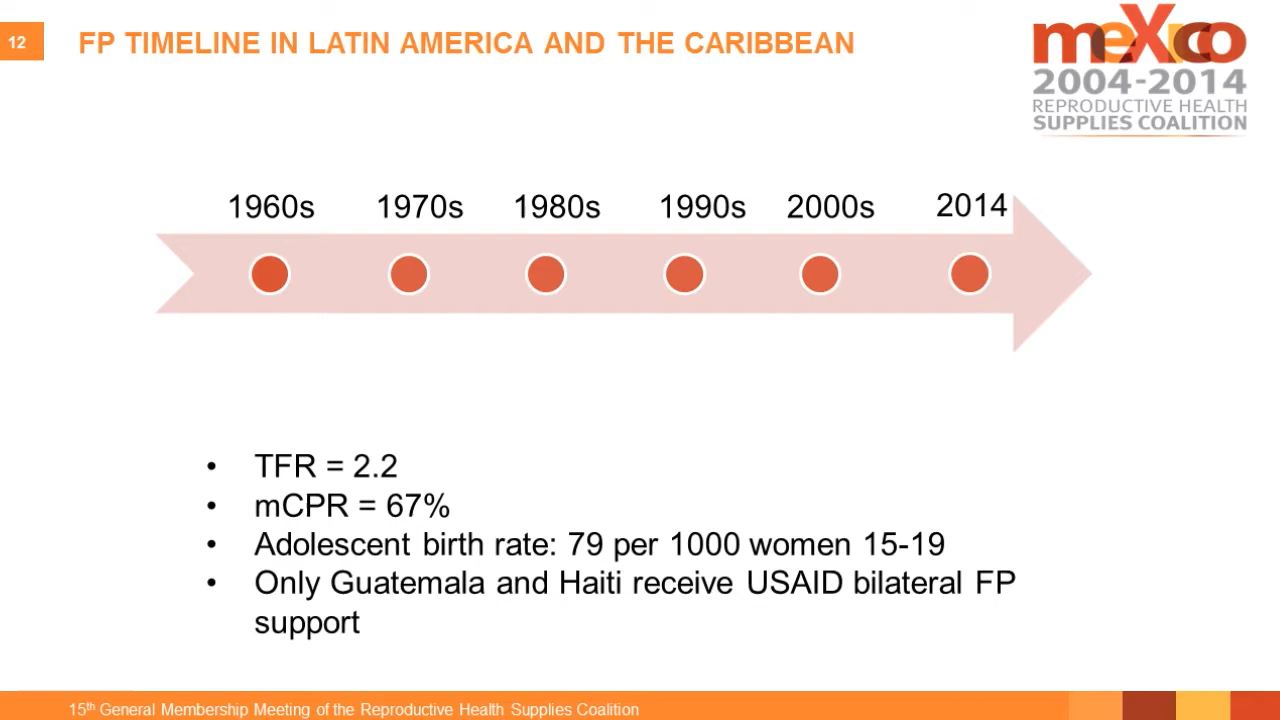 12
FP TIMELINE IN LATIN AMERICA AND THE CARIBBEAN
meXico
2004-2014
REPRODUCTIVE HEALTH
SUPPLIES COALITION
1960s 1970s 1980s 1990s 2000s 2014
• TFR = 2.2
• mCPR = 67%
• Adolescent birth rate: 79 per 1000 women 15-19
• Only Guatemala and Haiti receive USAID bilateral FP
support
15th General Membership Meeting of the Reproductive Health Supplies Coalition